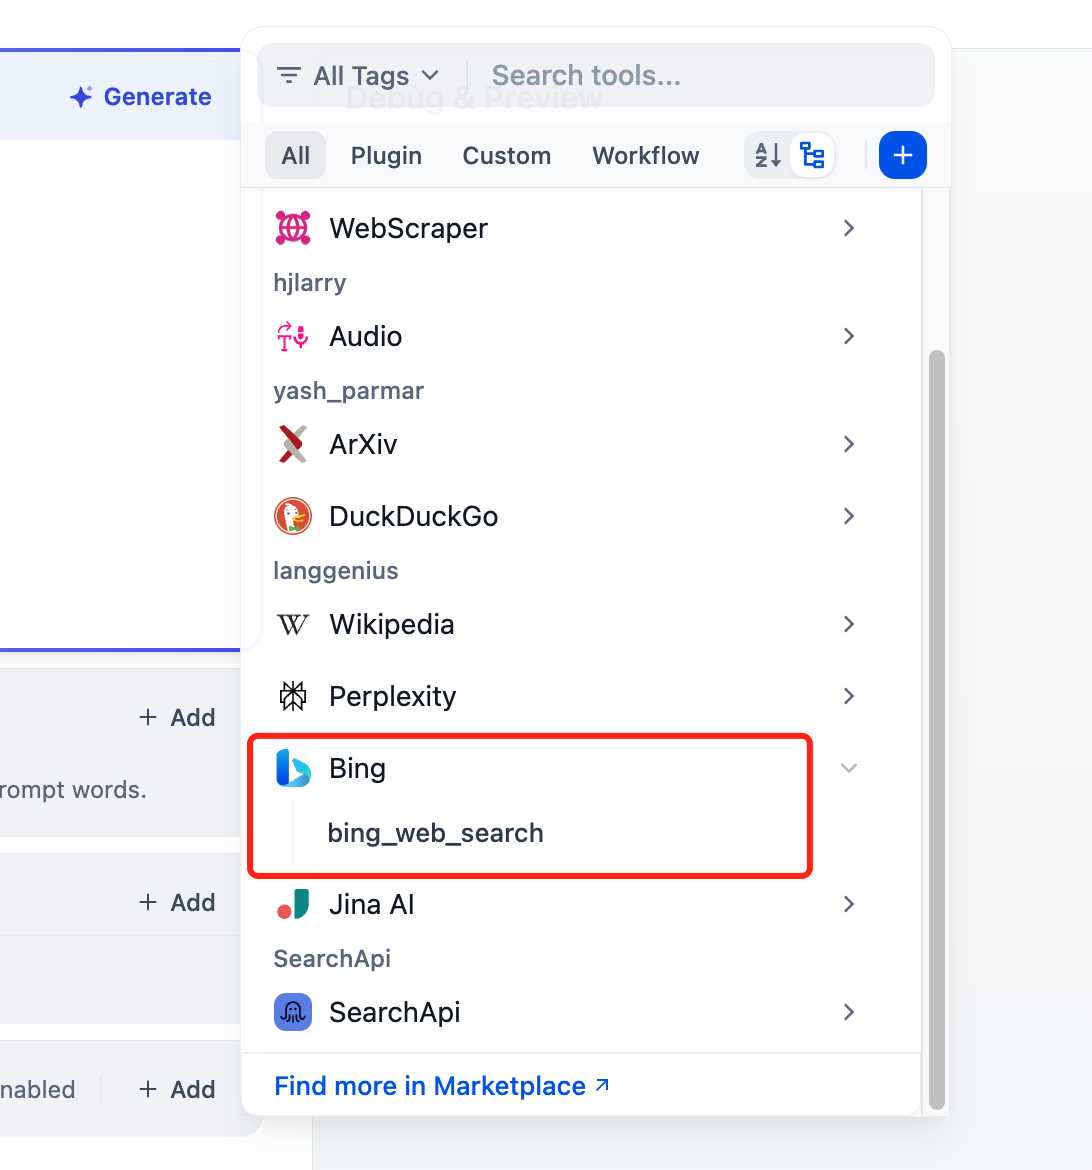 All Tags
Search tools...
Debug & Preview
Generate
All
Plugin
Custom
Workflow
WebScraper
hjlarry
Audio
yash_parmar
ArXiv
DuckDuckGo
langgenius
Wikipedia
Perplexity
+ Add
rompt words.
Bing
bing_web_search
+ Add
Jina AI
SearchApi
SearchApi
nabled
+ Add
Find more in Marketplace